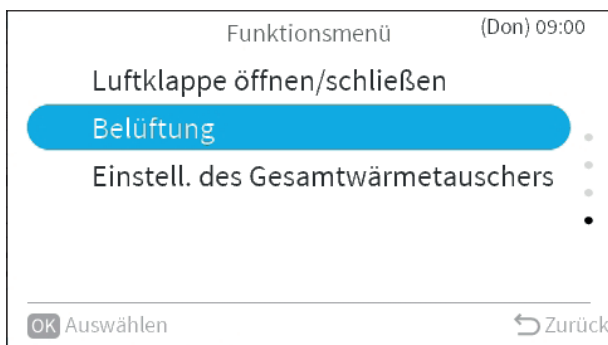 Funktionsmenü (Don) 09:00
Luftklappe öffnen/schließen
Belüftung
Einstell. des Gesamtwärmetauschers
OK Auswählen Zurück